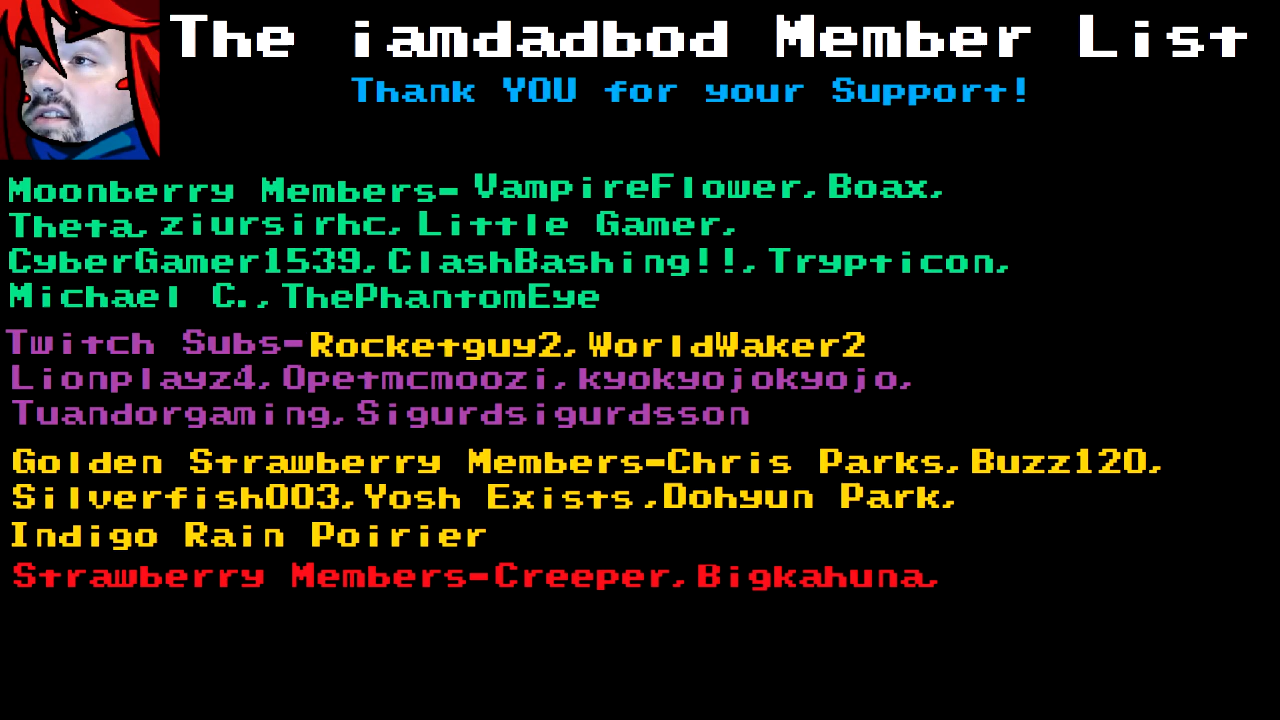 The iamdadbod Member List
Thank YOU for your Support!
Moonberry Members- VampireFlower, Boax,
Theta, ziursirhc, Little Gamer,
CyberGamer1539, ClashBashing!!, Trypticon,
Michael C., ThePhantomEye
Twitch Subs-Rocketguy2, WorldWaker2
Lionplayz4, Opetmcmoozi, kyokyojokyojo,
Tuandorgaming, Sigurdsigurdsson
Golden Strawberry Members-Chris Parks, Buzz120,
Silverfish003, Yosh Exists ,Dohyun Park,
Indigo Rain Poirier
Strawberry Members-Creeper, Bigkahuna,